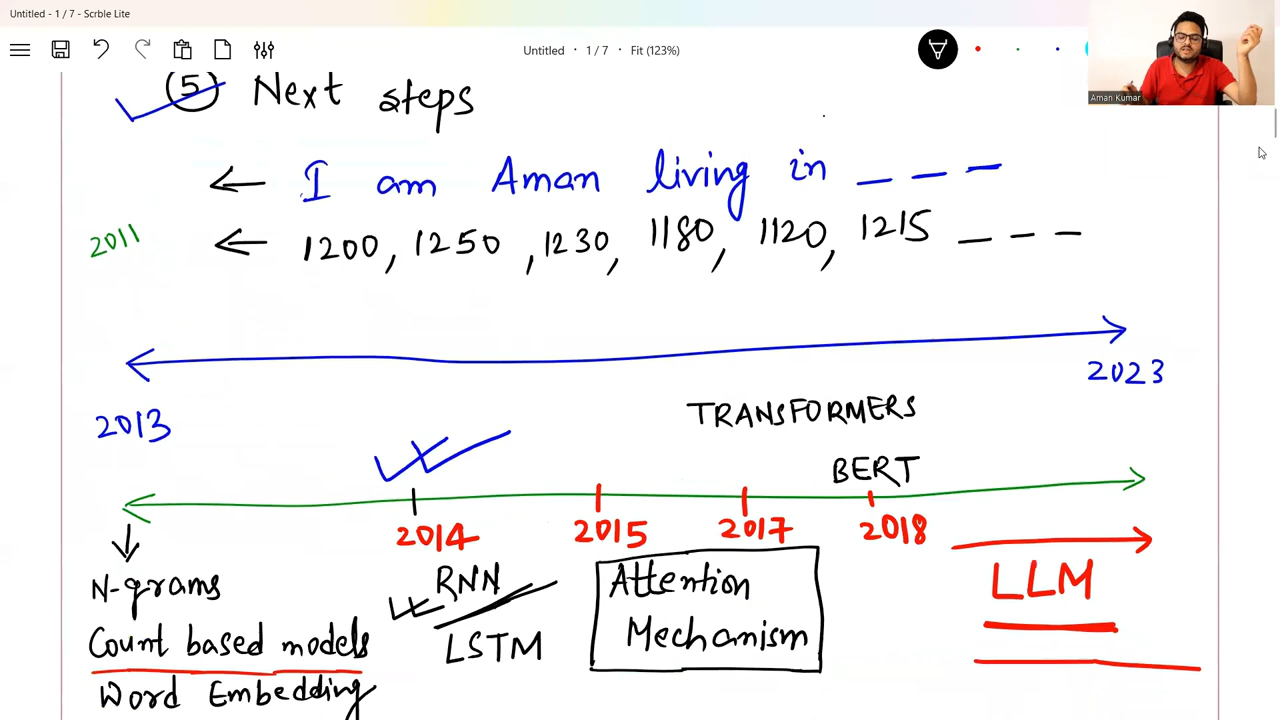 Untitled - 1 / 7 - Scrble Lite
Untitled • 1 / 7 • Fit (123%)
Aman Kumar
5 Next steps
← I am Aman living in _ _ _
2011 ← 1200, 1250, 1230, 1180, 1120, 1215 _ _ _
2013 2023
TRANSFORMERS
BERT
2014 2015 2017 2018
N-grams RNN Attention LLM
Count based models LSTM Mechanism
Word Embedding